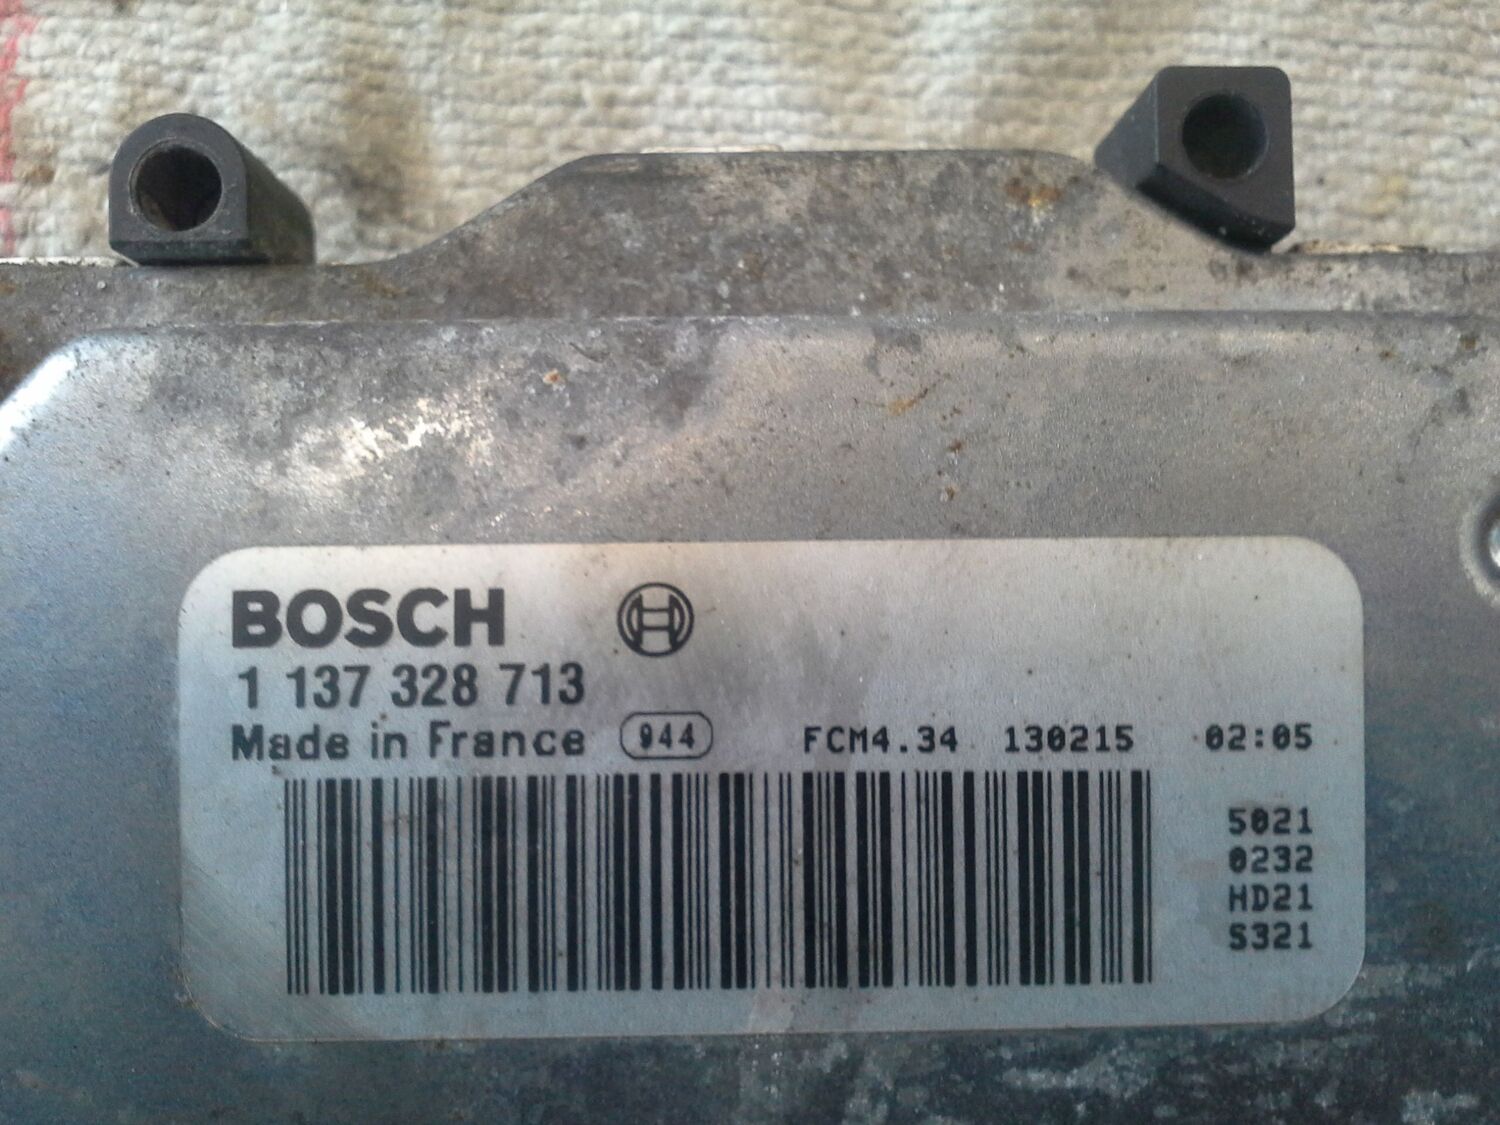 BOSCH
1 137 328 713
Made in France 944 FCM4.34 130215 02:05
5021
0232
HD21
S321